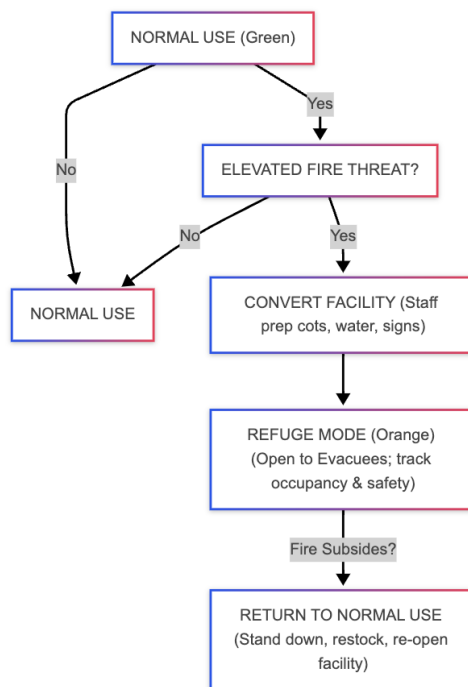 NORMAL USE (Green)
Yes
No
ELEVATED FIRE THREAT?
No
Yes
NORMAL USE
CONVERT FACILITY (Staff
prep cots, water, signs)
REFUGE MODE (Orange)
(Open to Evacuees; track
occupancy & safety)
Fire Subsides?
RETURN TO NORMAL USE
(Stand down, restock, re-open
facility)